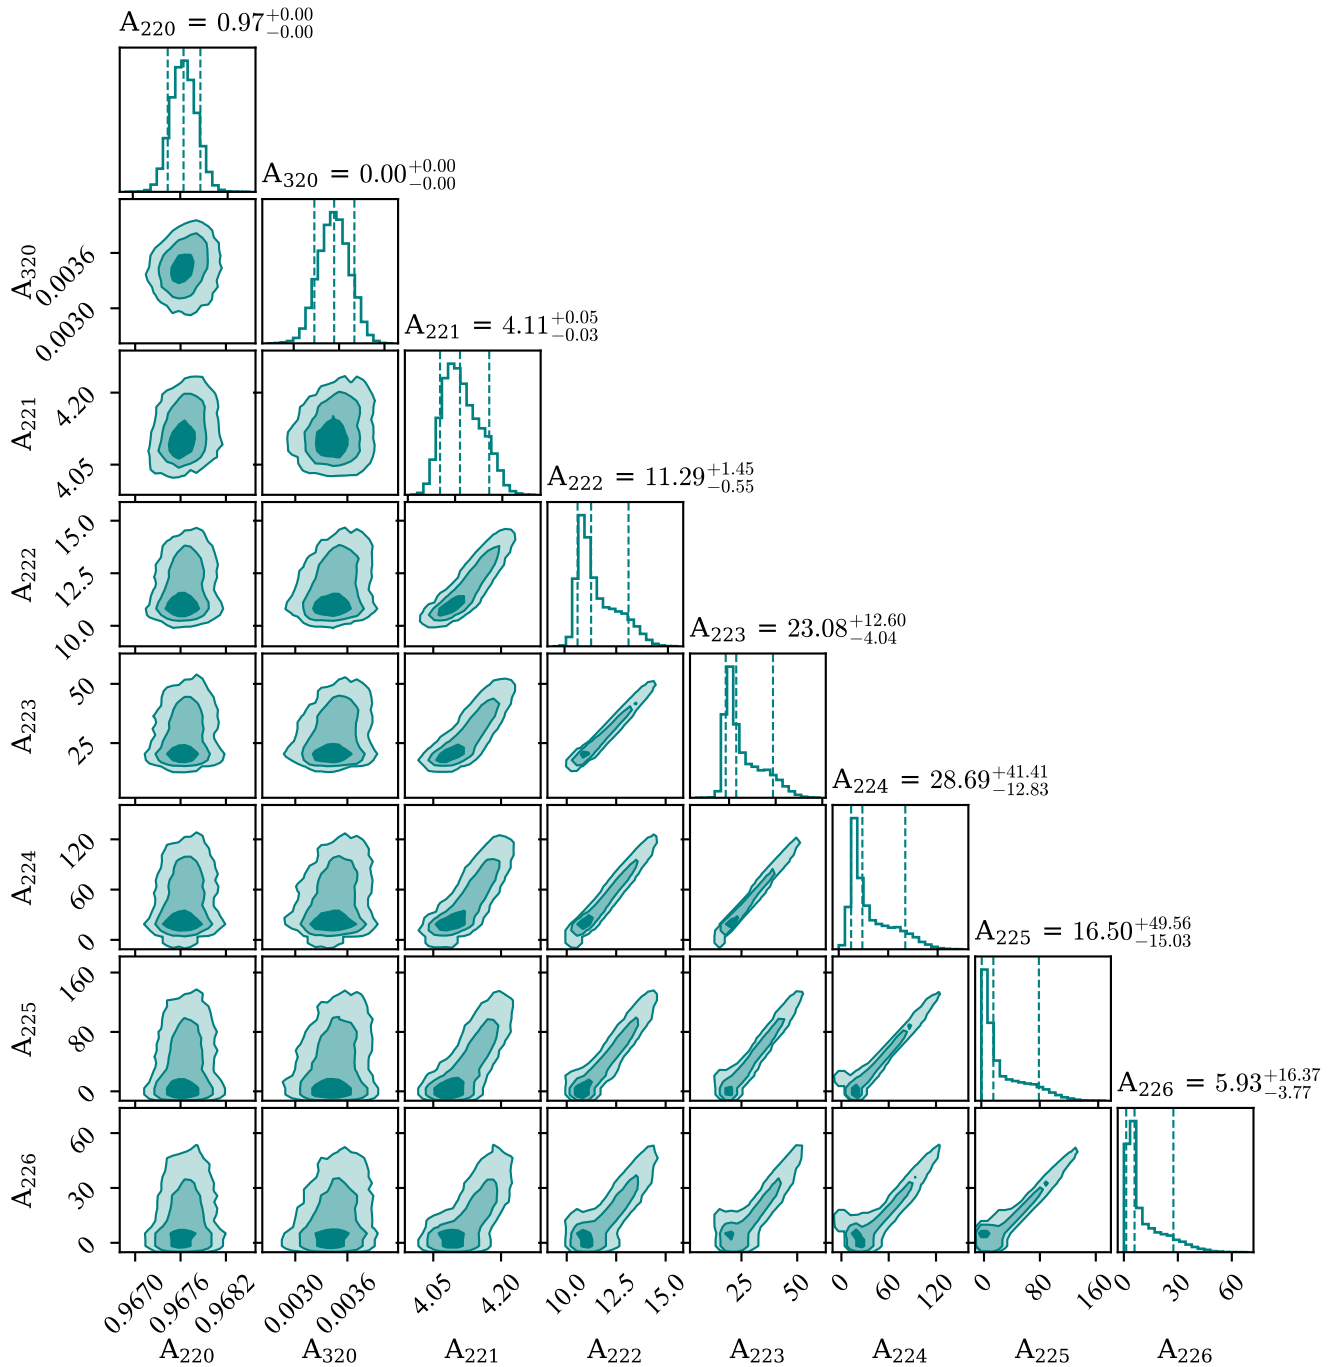 A₂₂₀ = 0.97 +0.00 −0.00
A₃₂₀ = 0.00 +0.00 −0.00
A₃₂₀
0.0036
0.0030
A₂₂₁ = 4.11 +0.05 −0.03
A₂₂₁
4.20
4.05
A₂₂₂ = 11.29 +1.45 −0.55
A₂₂₂
15.0
12.5
10.0
A₂₂₃ = 23.08 +12.60 −4.04
A₂₂₃
50
25
A₂₂₄ = 28.69 +41.41 −12.83
A₂₂₄
120
60
0
A₂₂₅ = 16.50 +49.56 −15.03
A₂₂₅
160
80
0
A₂₂₆ = 5.93 +16.37 −3.77
A₂₂₆
60
30
0
0.9670 0.9676 0.9682 0.0030 0.0036 4.05 4.20 10.0 12.5 15.0 25 50 0 60 120 0 80 160 0 30 60
A₂₂₀ A₃₂₀ A₂₂₁ A₂₂₂ A₂₂₃ A₂₂₄ A₂₂₅ A₂₂₆